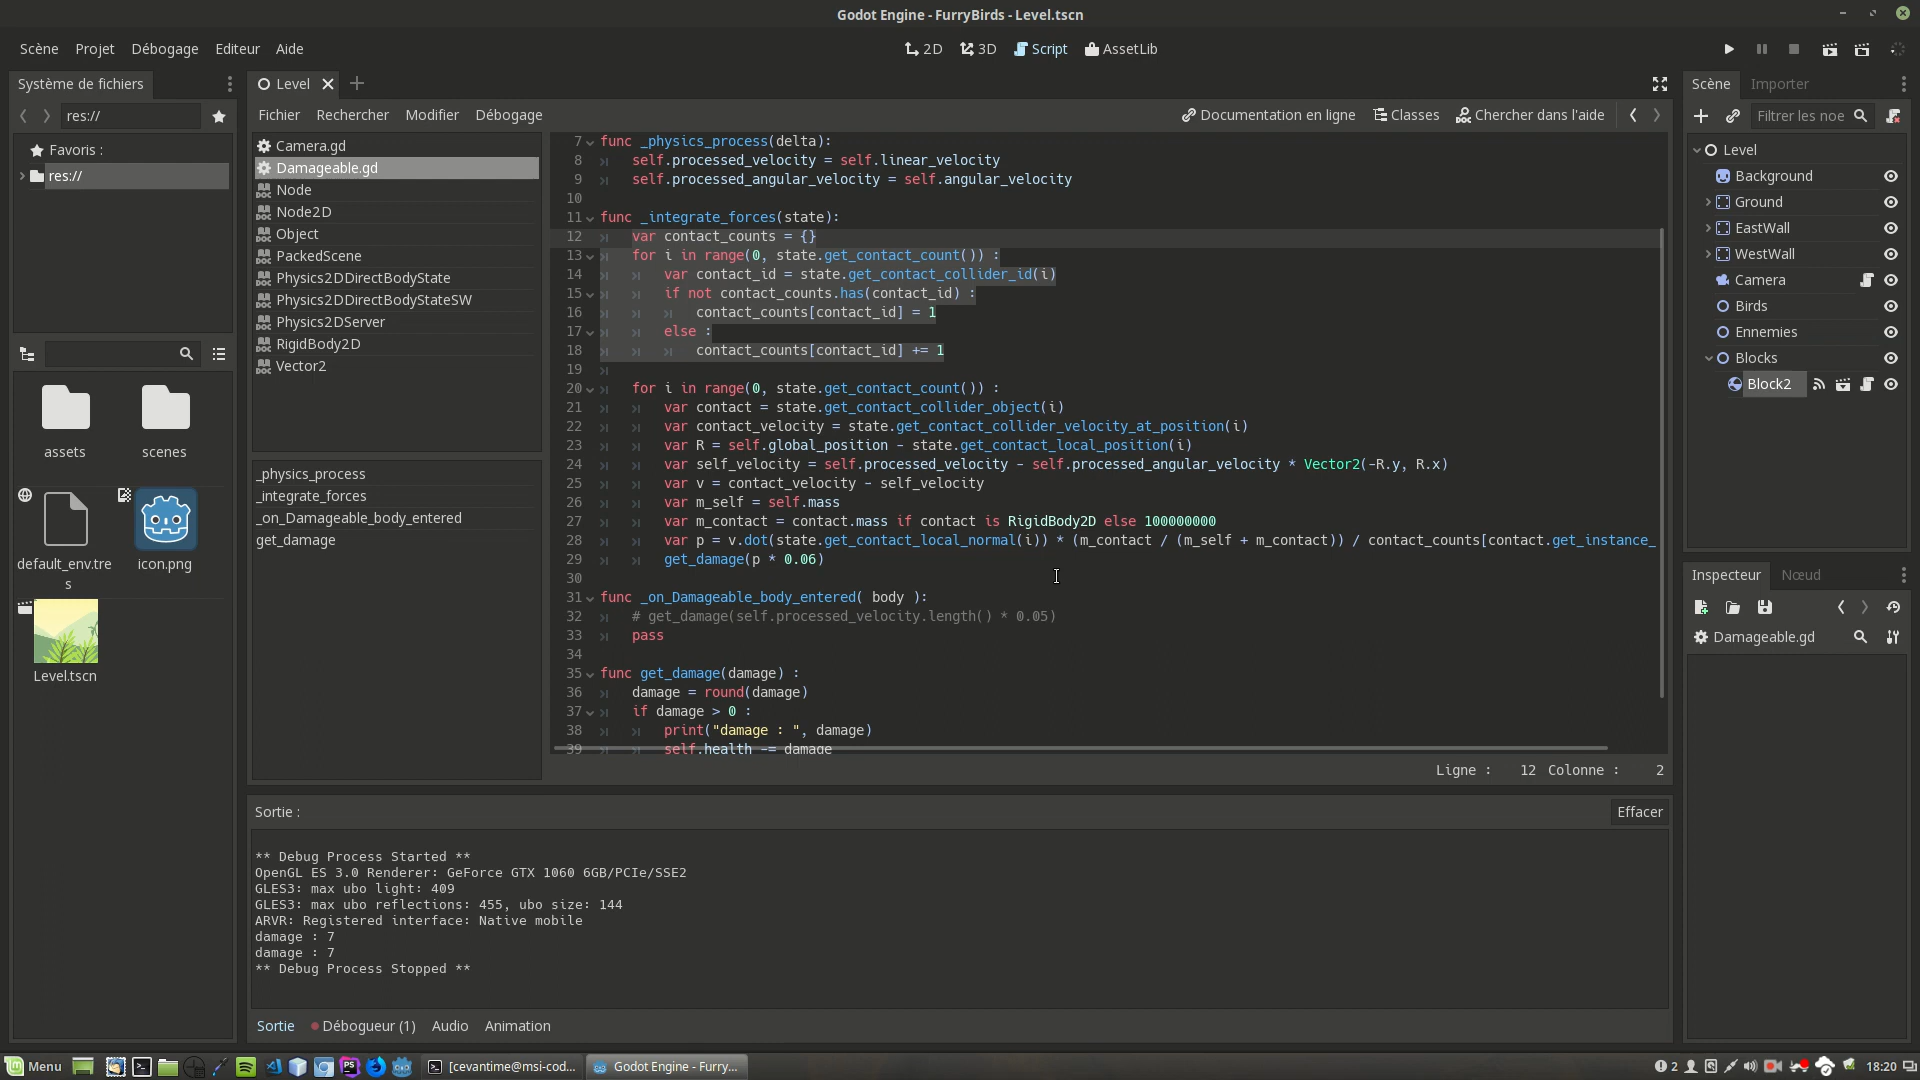 Godot Engine - FurryBirds - Level.tscn
Scène Projet Débogage Editeur Aide
2D 3D Script AssetLib
Système de fichiers
res://
Favoris :
res://
assets
scenes
default_env.tres
icon.png
Level.tscn
Level
Fichier Rechercher Modifier Débogage
Documentation en ligne Classes Chercher dans l'aide
Camera.gd
Damageable.gd
Node
Node2D
Object
PackedScene
Physics2DDirectBodyState
Physics2DDirectBodyStateSW
Physics2DServer
RigidBody2D
Vector2
_physics_process
_integrate_forces
_on_Damageable_body_entered
get_damage
7 func _physics_process(delta):
8 self.processed_velocity = self.linear_velocity
9 self.processed_angular_velocity = self.angular_velocity
10
11 func _integrate_forces(state):
12 var contact_counts = {}
13 for i in range(0, state.get_contact_count()) :
14 var contact_id = state.get_contact_collider_id(i)
15 if not contact_counts.has(contact_id) :
16 contact_counts[contact_id] = 1
17 else :
18 contact_counts[contact_id] += 1
19
20 for i in range(0, state.get_contact_count()) :
21 var contact = state.get_contact_collider_object(i)
22 var contact_velocity = state.get_contact_collider_velocity_at_position(i)
23 var R = self.global_position - state.get_contact_local_position(i)
24 var self_velocity = self.processed_velocity - self.processed_angular_velocity * Vector2(-R.y, R.x)
25 var v = contact_velocity - self_velocity
26 var m_self = self.mass
27 var m_contact = contact.mass if contact is RigidBody2D else 100000000
28 var p = v.dot(state.get_contact_local_normal(i)) * (m_contact / (m_self + m_contact)) / contact_counts[contact.get_instance_
29 get_damage(p * 0.06)
30
31 func _on_Damageable_body_entered( body ):
32 # get_damage(self.processed_velocity.length() * 0.05)
33 pass
34
35 func get_damage(damage) :
36 damage = round(damage)
37 if damage > 0 :
38 print("damage : ", damage)
39 self.health -= damage
Ligne : 12 Colonne : 2
Sortie :
Effacer
** Debug Process Started **
OpenGL ES 3.0 Renderer: GeForce GTX 1060 6GB/PCIe/SSE2
GLES3: max ubo light: 409
GLES3: max ubo reflections: 455, ubo size: 144
ARVR: Registered interface: Native mobile
damage : 7
damage : 7
** Debug Process Stopped **
Sortie Débogueur (1) Audio Animation
Scène Importer
Filtrer les noe
Level
Background
Ground
EastWall
WestWall
Camera
Birds
Ennemies
Blocks
Block2
Inspecteur Nœud
Damageable.gd
Menu
PS
[cevantime@msi-cod...
Godot Engine - Furry...
2
18:20